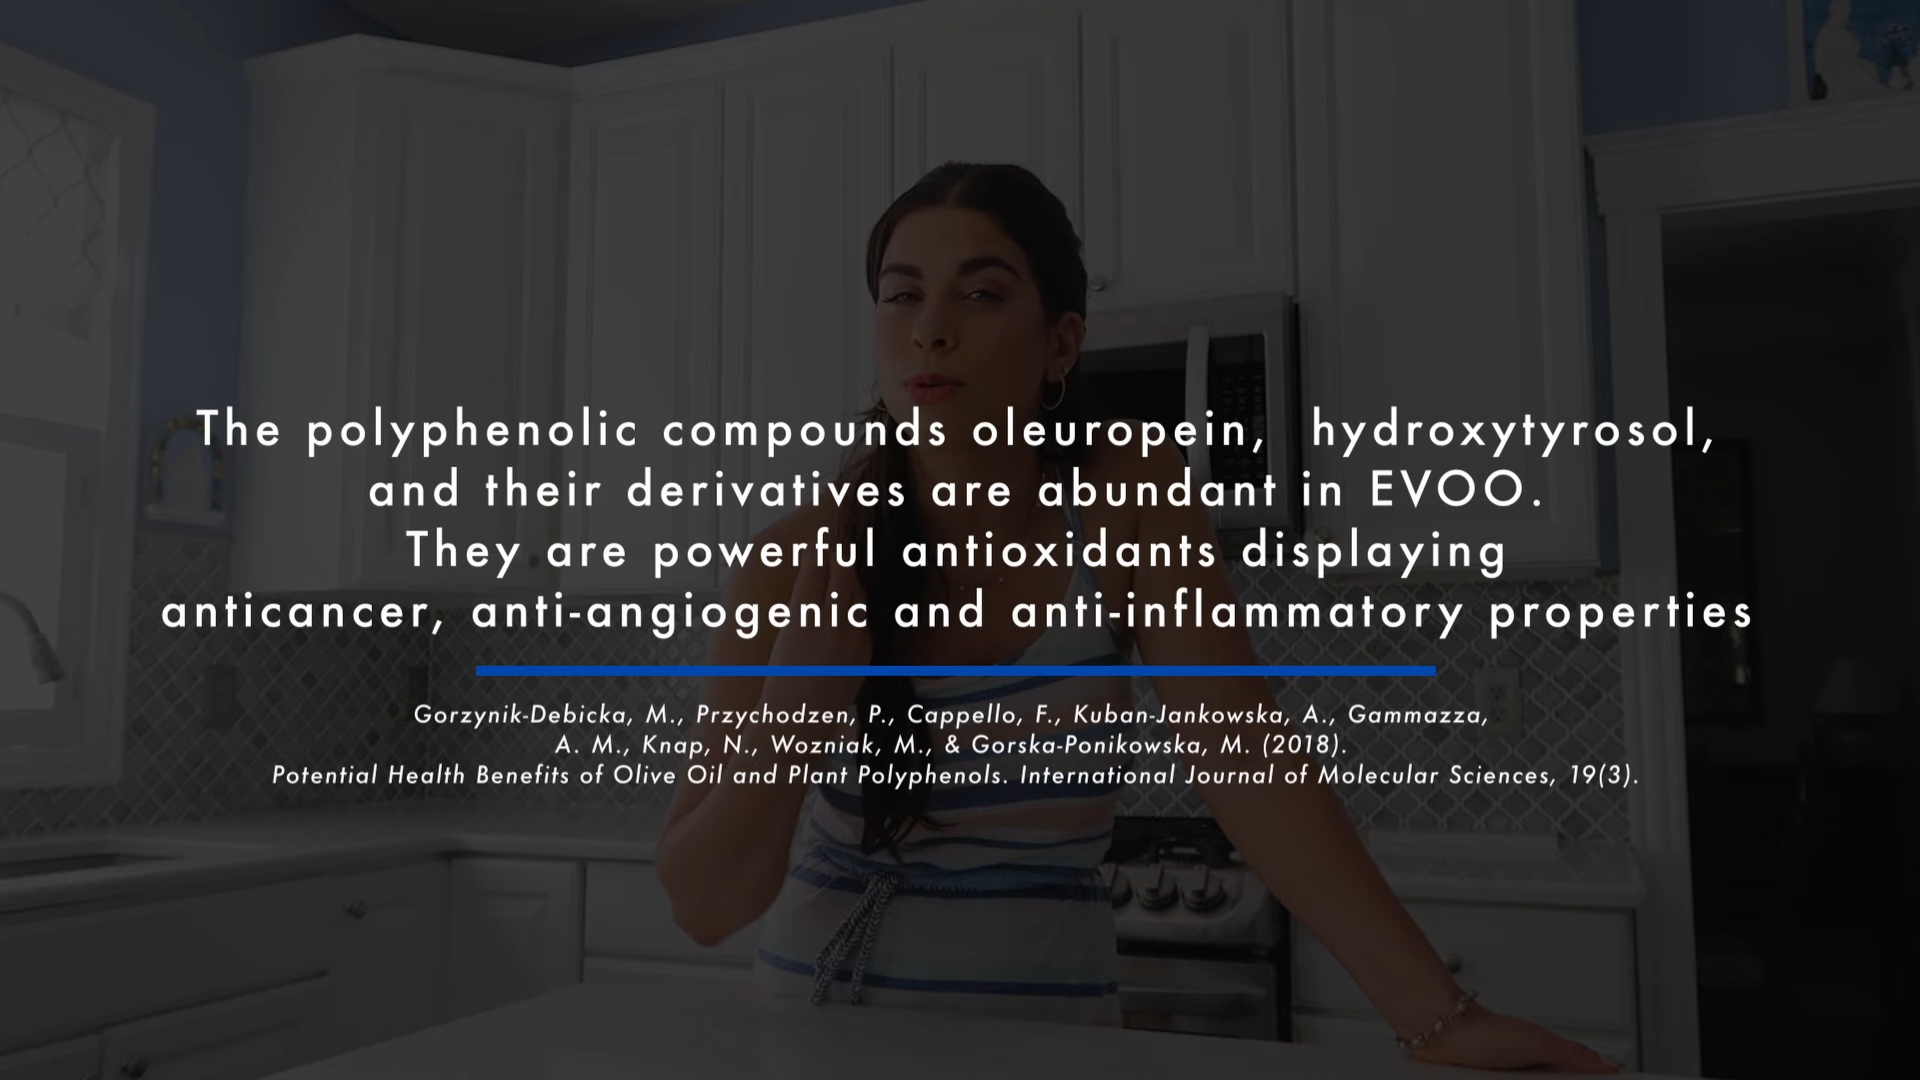 The polyphenolic compounds oleuropein, hydroxytyrosol,
and their derivatives are abundant in EVOO.
They are powerful antioxidants displaying
anticancer, anti-angiogenic and anti-inflammatory properties
Gorzynik-Debicka, M., Przychodzen, P., Cappello, F., Kuban-Jankowska, A., Gammazza,
A. M., Knap, N., Wozniak, M., & Gorska-Ponikowska, M. (2018).
Potential Health Benefits of Olive Oil and Plant Polyphenols. International Journal of Molecular Sciences, 19(3).